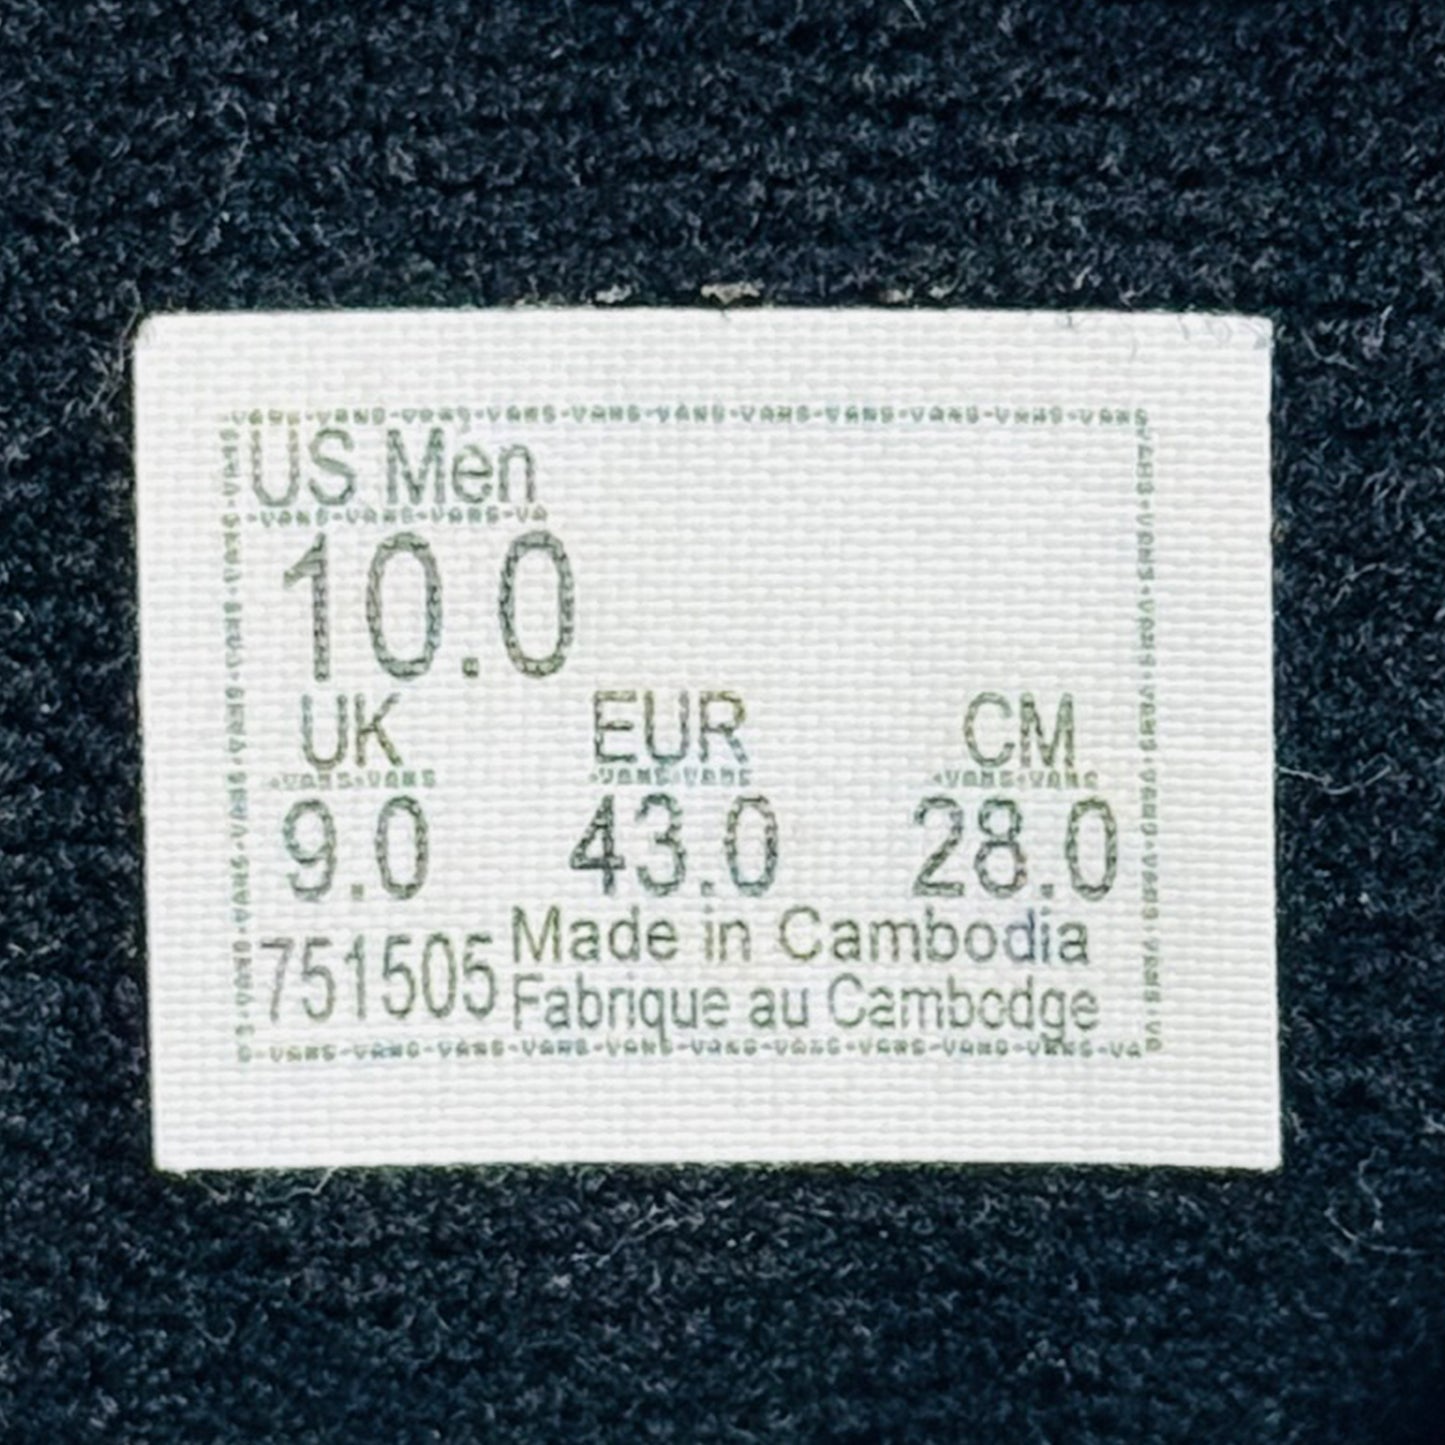 US Men
10.0
UK EUR CM
9.0 43.0 28.0
751505 Made in Cambodia
Fabrique au Cambodge